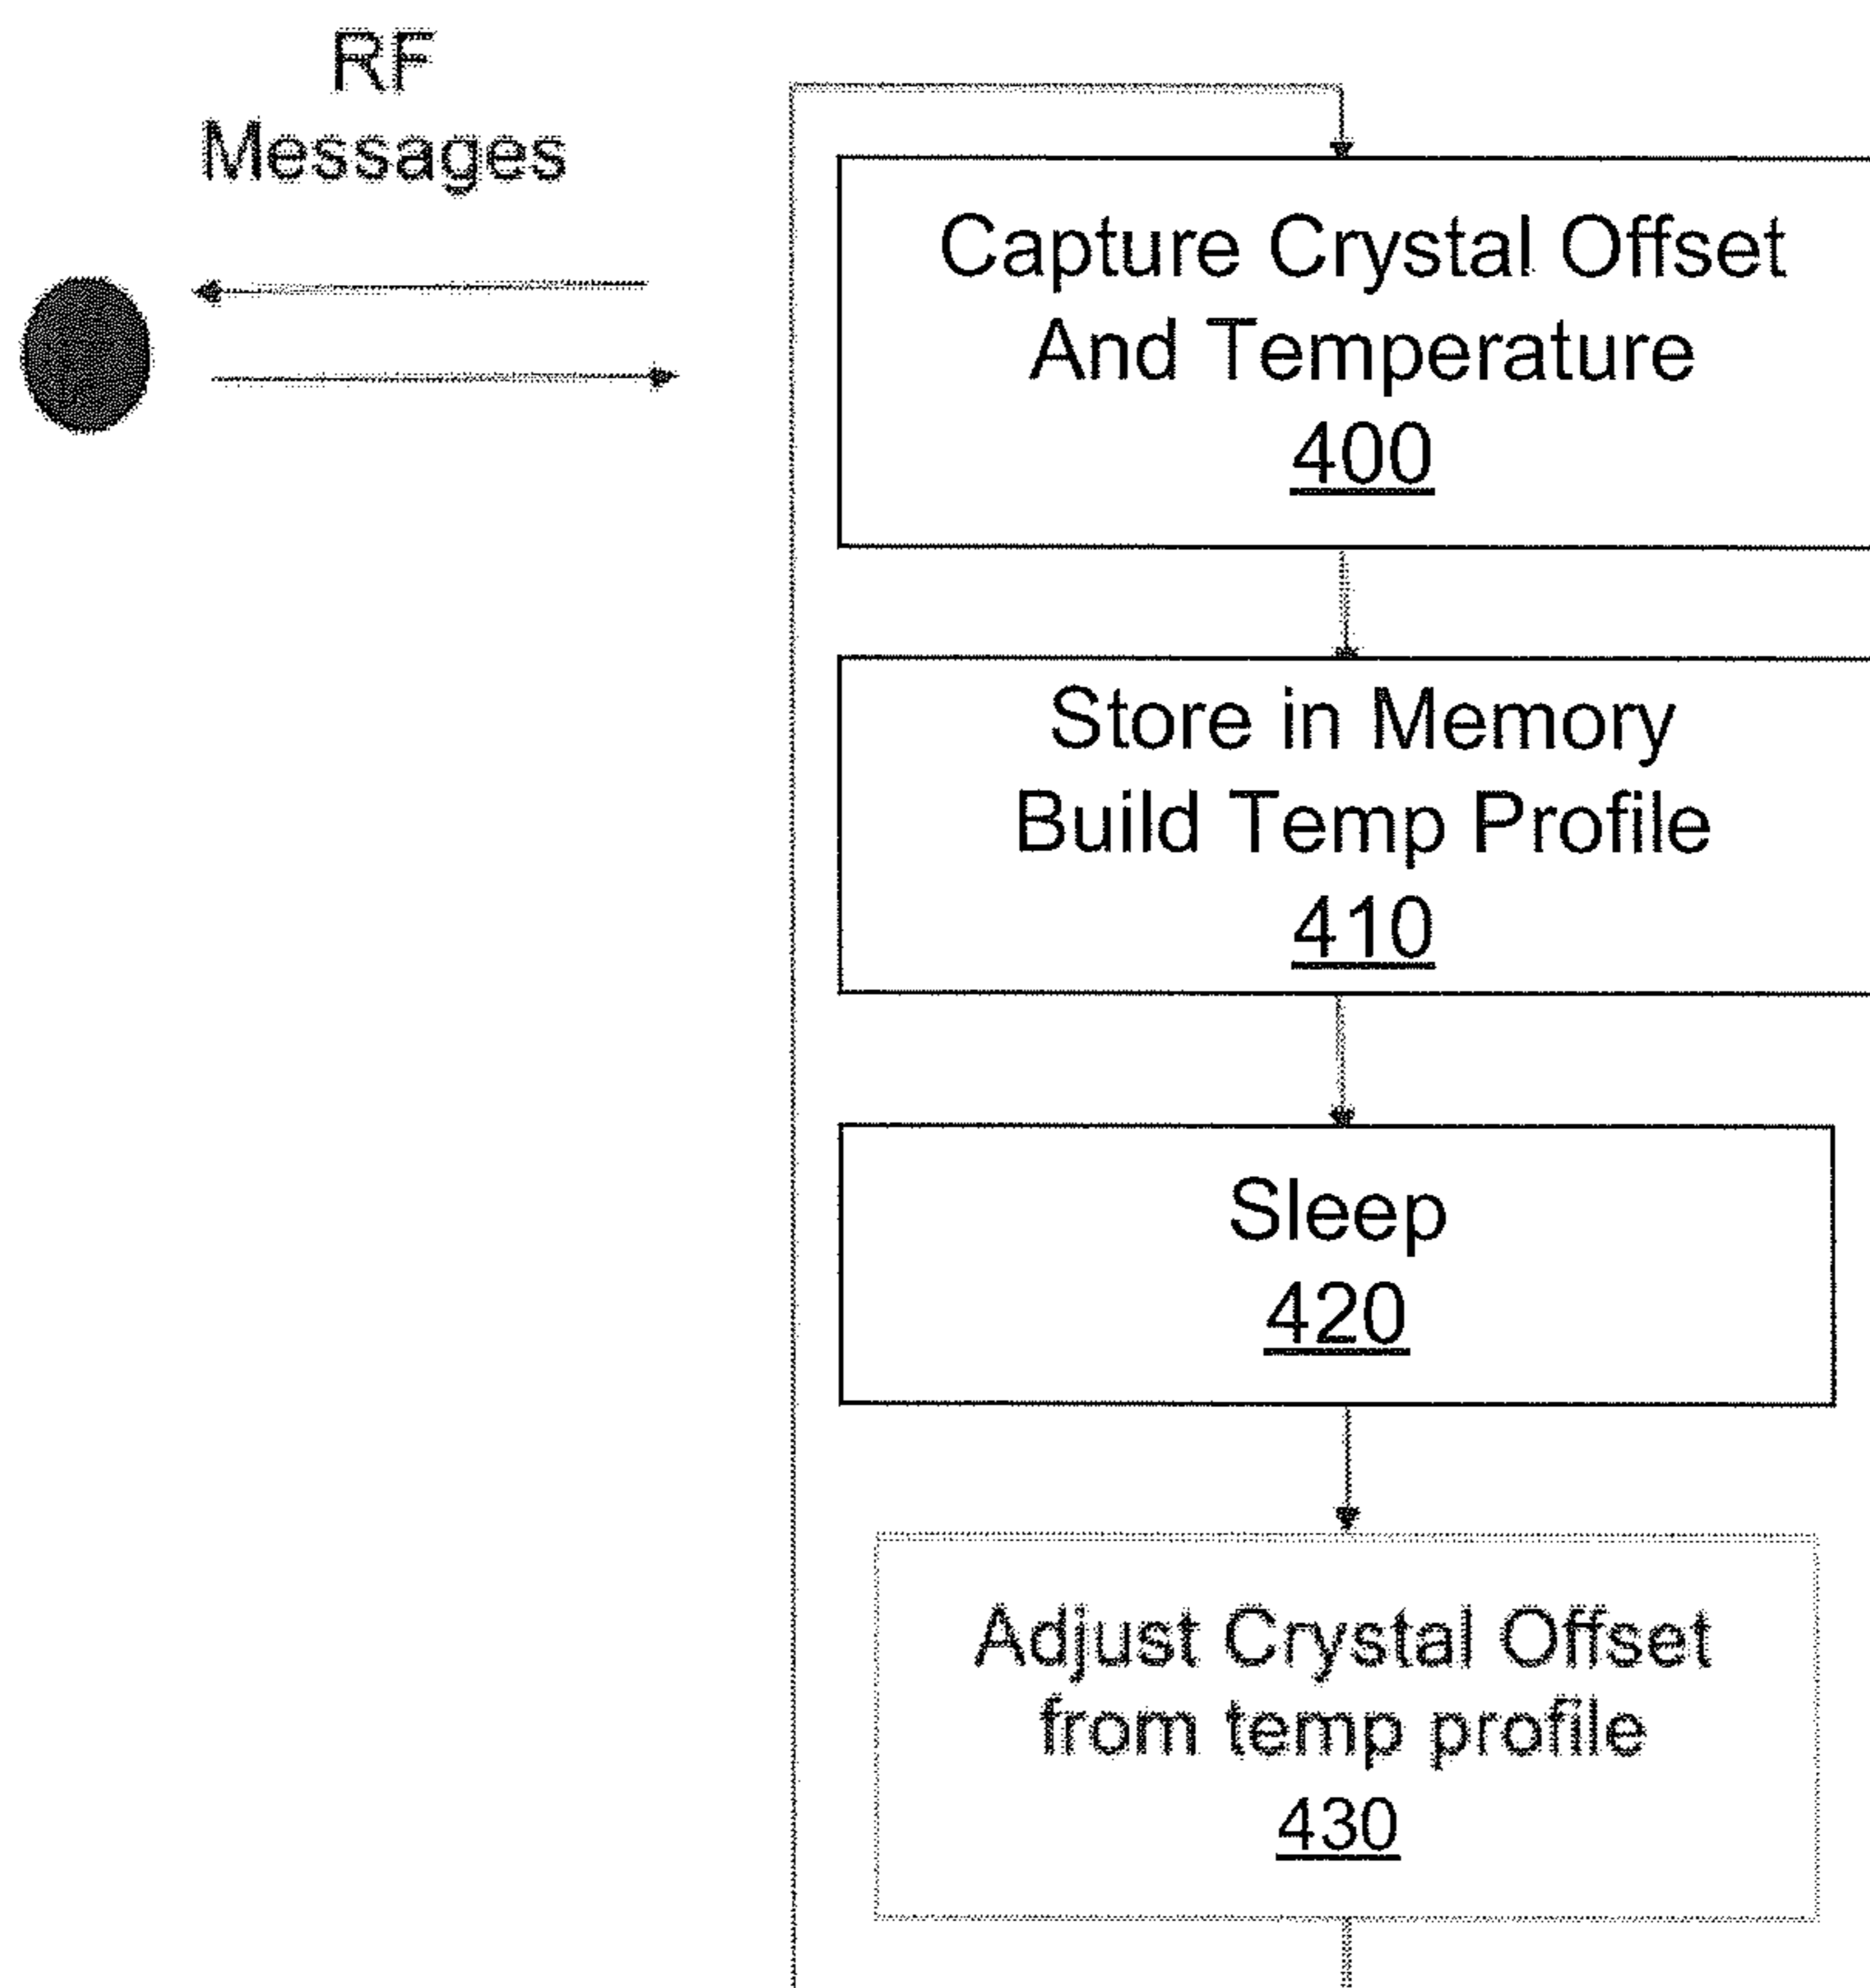 RF
Messages
Capture Crystal Offset
And Temperature
400
Store in Memory
Build Temp Profile
410
Sleep
420
Adjust Crystal Offset
from temp profile
430